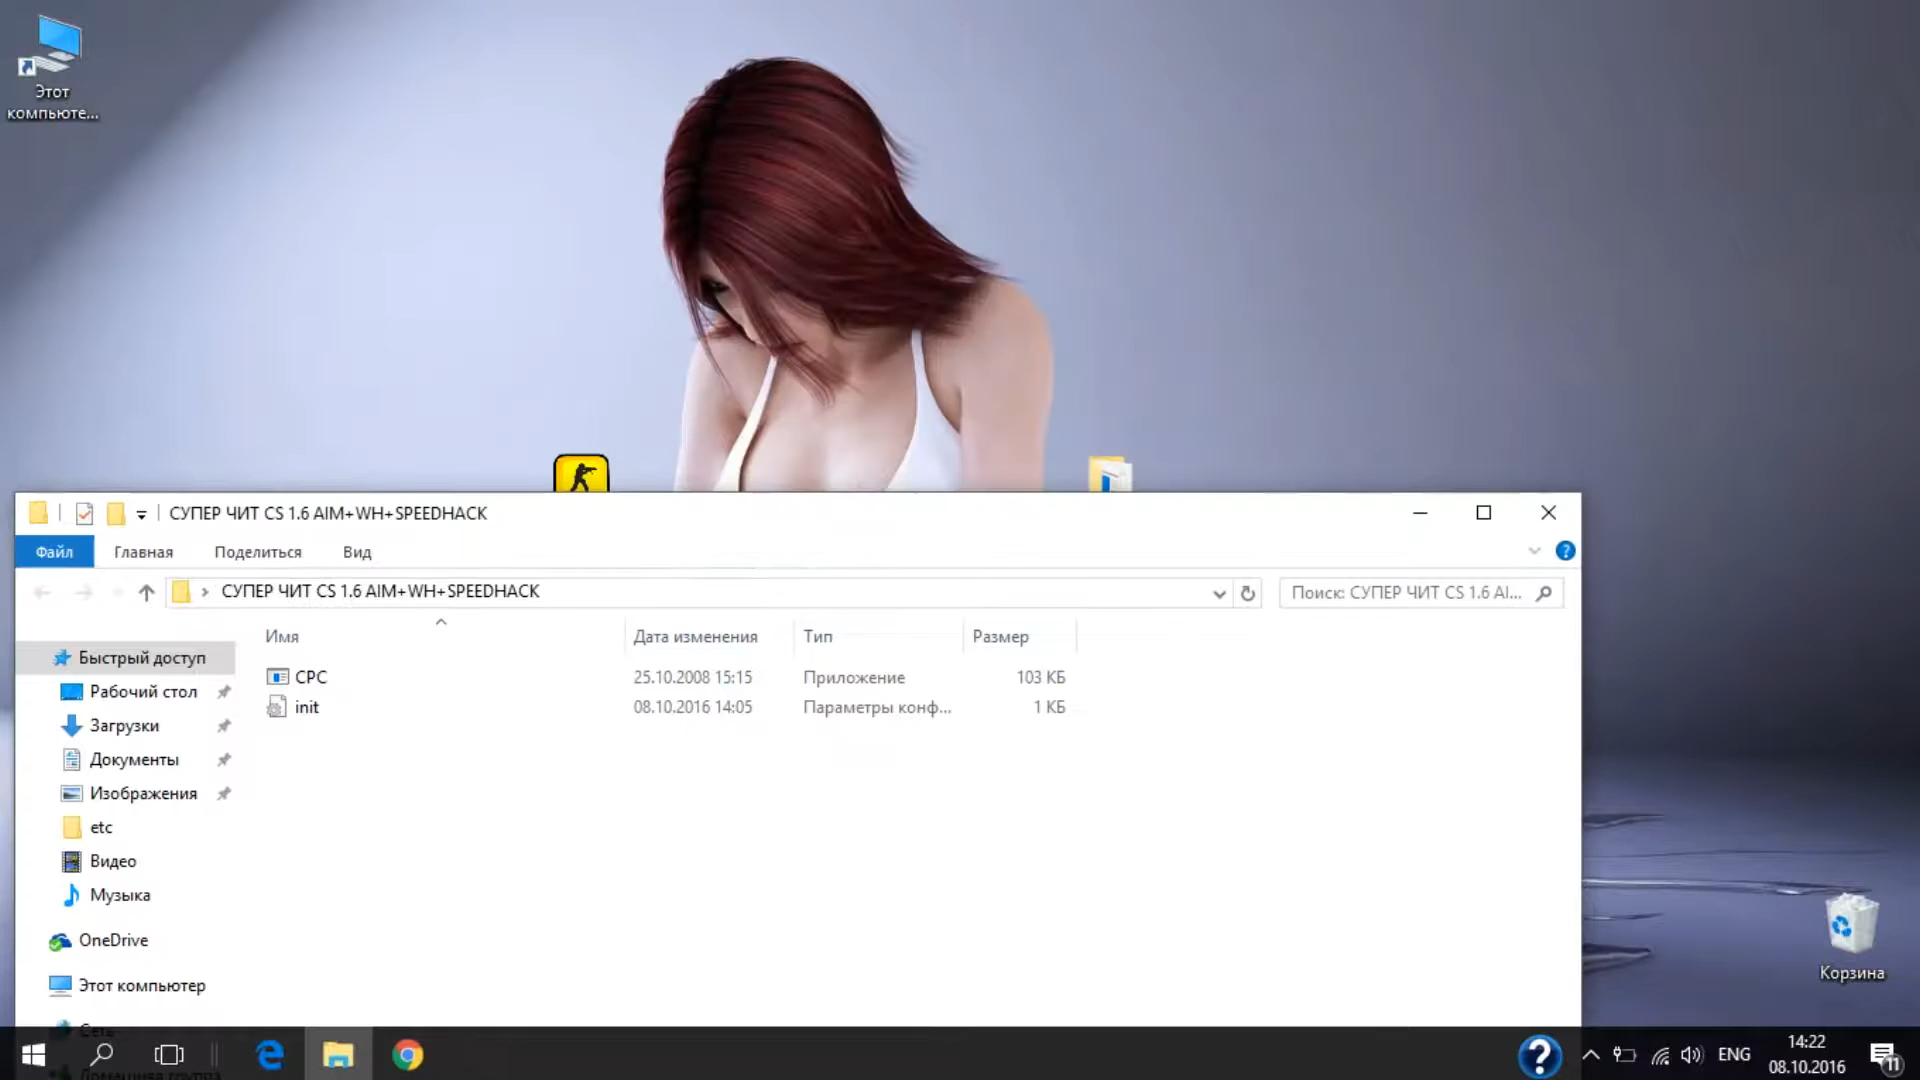 Этот
компьюте...
СУПЕР ЧИТ CS 1.6 AIM+WH+SPEEDHACK
Файл
Главная
Поделиться
Вид
СУПЕР ЧИТ CS 1.6 AIM+WH+SPEEDHACK
Поиск: СУПЕР ЧИТ CS 1.6 AI...
Имя
Дата изменения
Тип
Размер
CPC
25.10.2008 15:15
Приложение
103 КБ
init
08.10.2016 14:05
Параметры конф...
1 КБ
Быстрый доступ
Рабочий стол
Загрузки
Документы
Изображения
etc
Видео
Музыка
OneDrive
Этот компьютер
Сеть
Домашняя группа
Корзина
ENG
14:22
08.10.2016
11